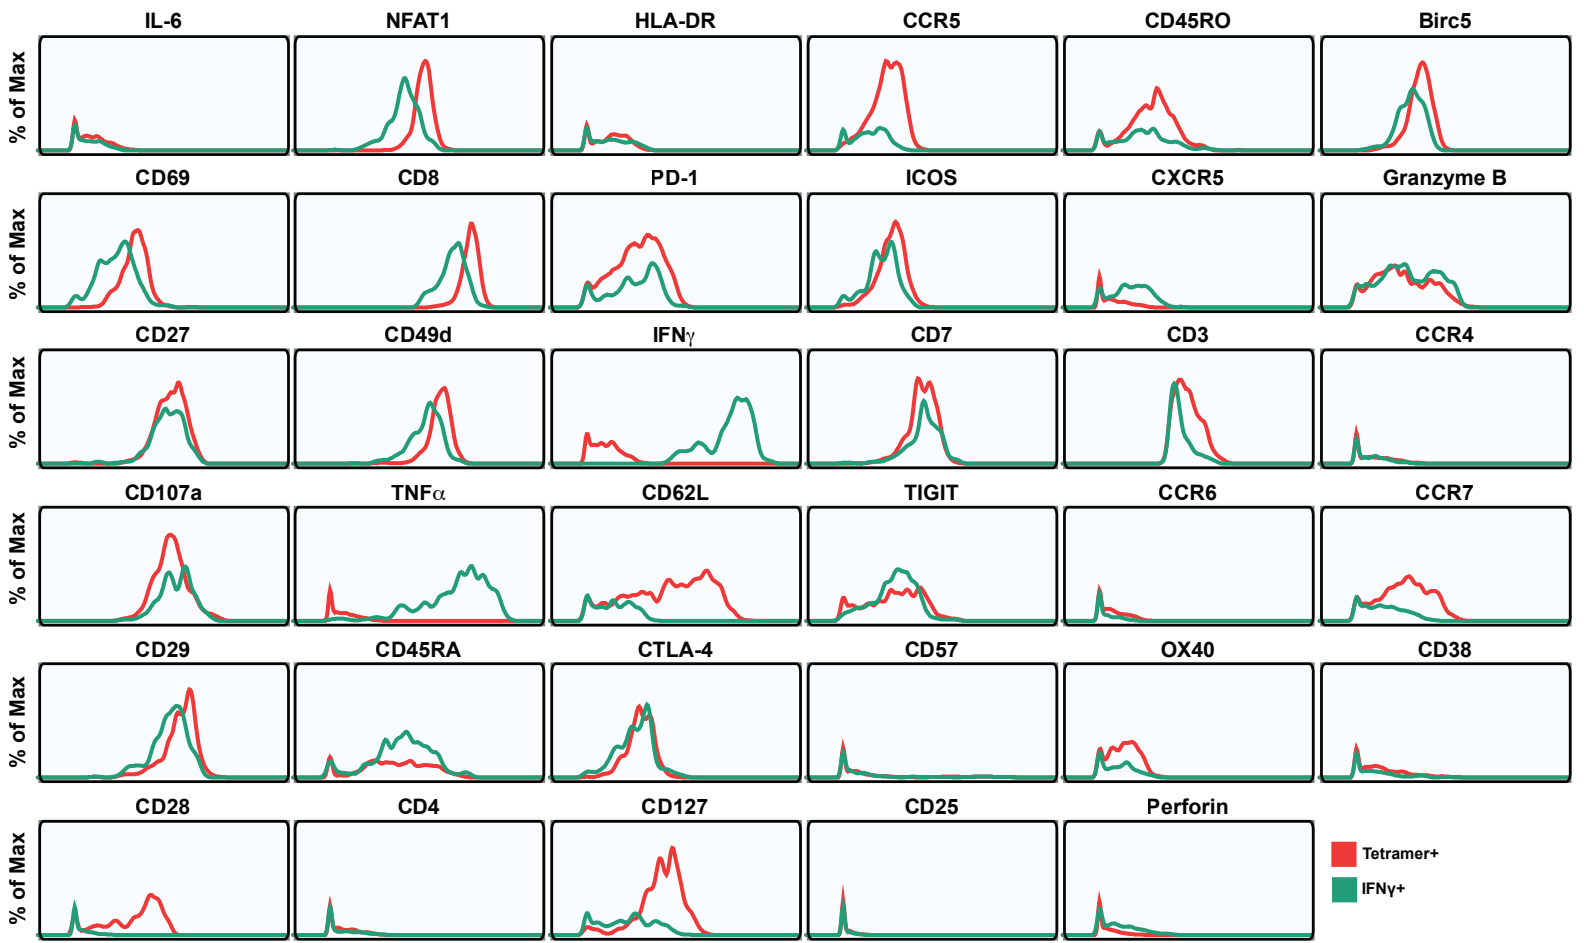 IL-6 NFAT1 HLA-DR CCR5 CD45RO Birc5
% of Max
CD69 CD8 PD-1 ICOS CXCR5 Granzyme B
% of Max
CD27 CD49d IFNγ CD7 CD3 CCR4
% of Max
CD107a TNFα CD62L TIGIT CCR6 CCR7
% of Max
CD29 CD45RA CTLA-4 CD57 OX40 CD38
% of Max
CD28 CD4 CD127 CD25 Perforin
% of Max
Tetramer+
IFNγ+